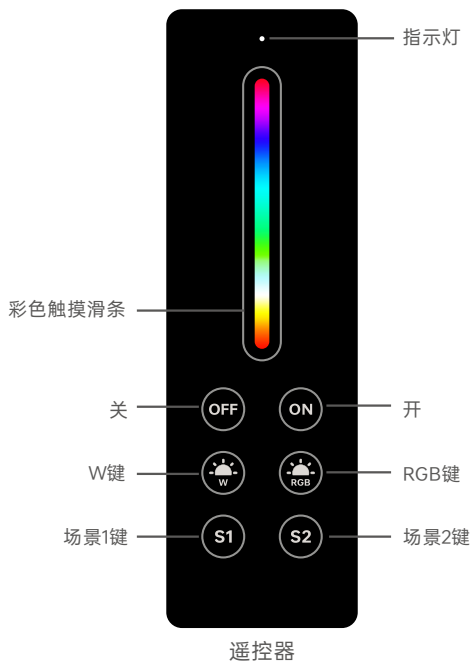 指示灯
彩色触摸滑条
关 OFF ON 开
W键 W RGB RGB键
场景1键 S1 S2 场景2键
遥控器